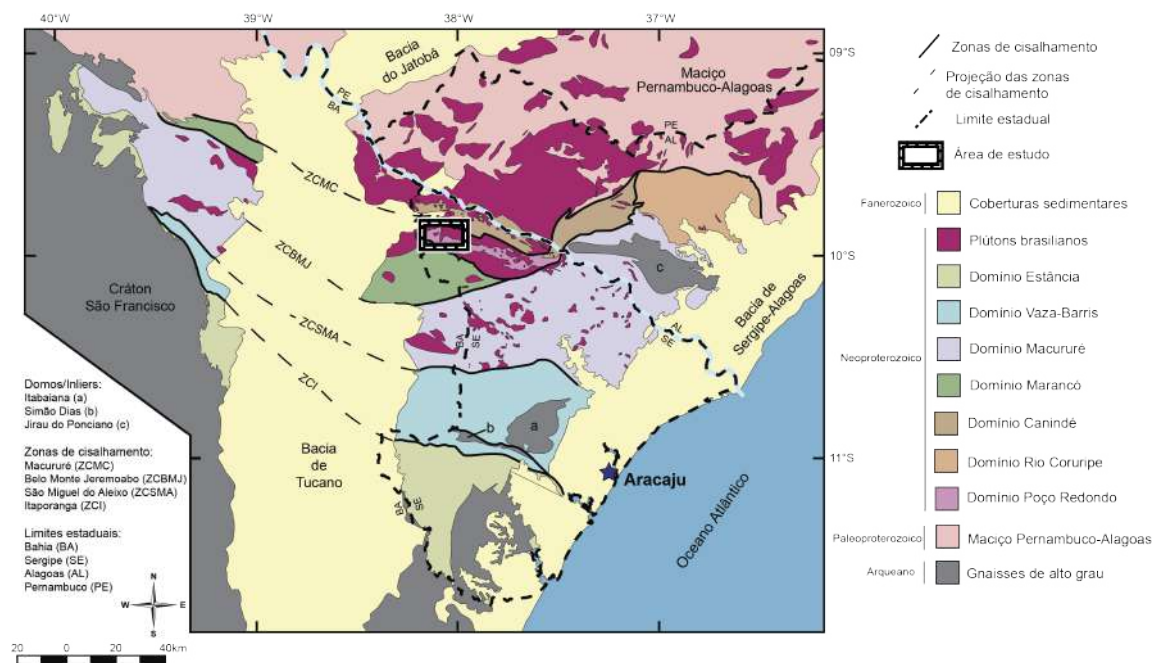 40°W
39°W
38°W
37°W
09°S
10°S
11°S
Bacia
do Jatobá
Maciço
Pernambuco-Alagoas
PE
BA
PE
AL
ZCMC
ZCBMJ
ZCSMA
ZCI
Cráton
São Francisco
c
Bacia de
Sergipe-Alagoas
AL
SE
BA
SE
b
a
Bacia
de
Tucano
Aracaju
BA
SE
Oceano Atlântico
Domos/Inliers:
Itabaiana (a)
Simão Dias (b)
Jirau do Ponciano (c)
Zonas de cisalhamento:
Macururé (ZCMC)
Belo Monte Jeremoabo (ZCBMJ)
São Miguel do Aleixo (ZCSMA)
Itaporanga (ZCI)
Limites estaduais:
Bahia (BA)
Sergipe (SE)
Alagoas (AL)
Pernambuco (PE)
N
W
E
S
20 0 20 40km
Zonas de cisalhamento
Projeção das zonas
de cisalhamento
Limite estadual
Área de estudo
Fanerozoico
Coberturas sedimentares
Plútons brasilianos
Domínio Estância
Domínio Vaza-Barris
Neoproterozoico
Domínio Macururé
Domínio Marancó
Domínio Canindé
Domínio Rio Coruripe
Domínio Poço Redondo
Paleoproterozoico
Maciço Pernambuco-Alagoas
Arqueano
Gnaisses de alto grau